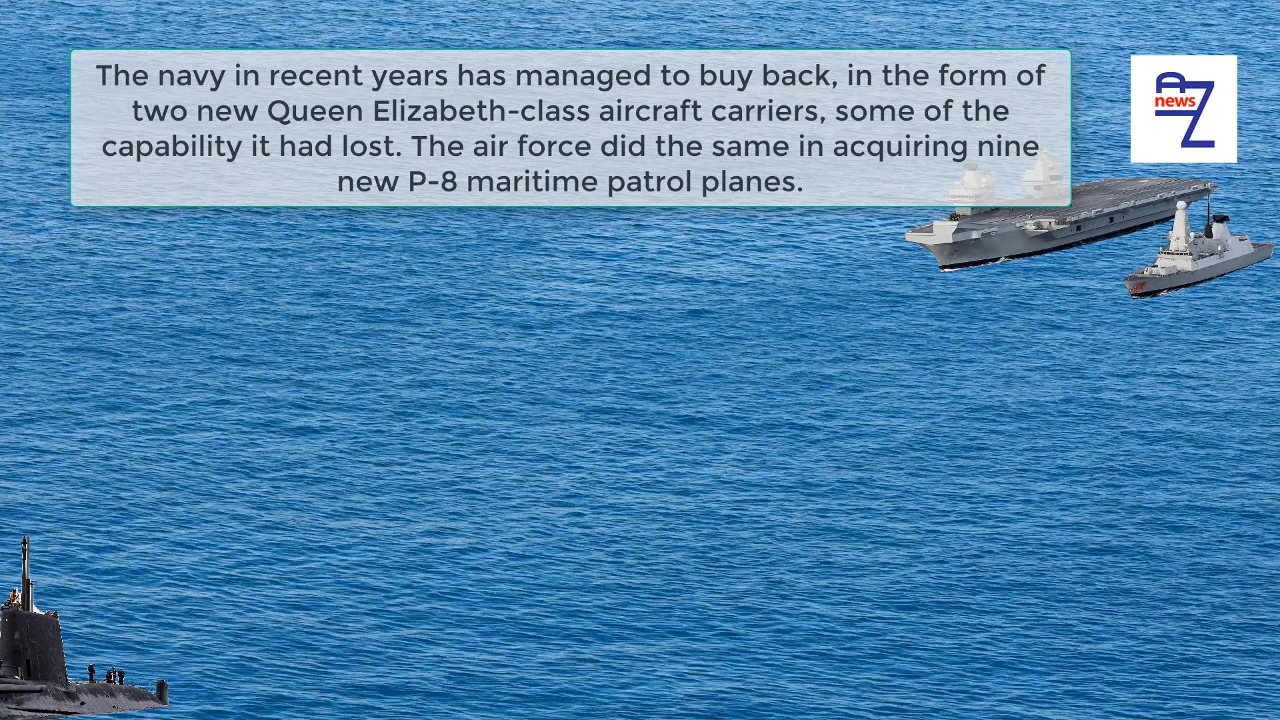 The navy in recent years has managed to buy back, in the form of
two new Queen Elizabeth-class aircraft carriers, some of the
capability it had lost. The air force did the same in acquiring nine
new P-8 maritime patrol planes.
A
news
Z